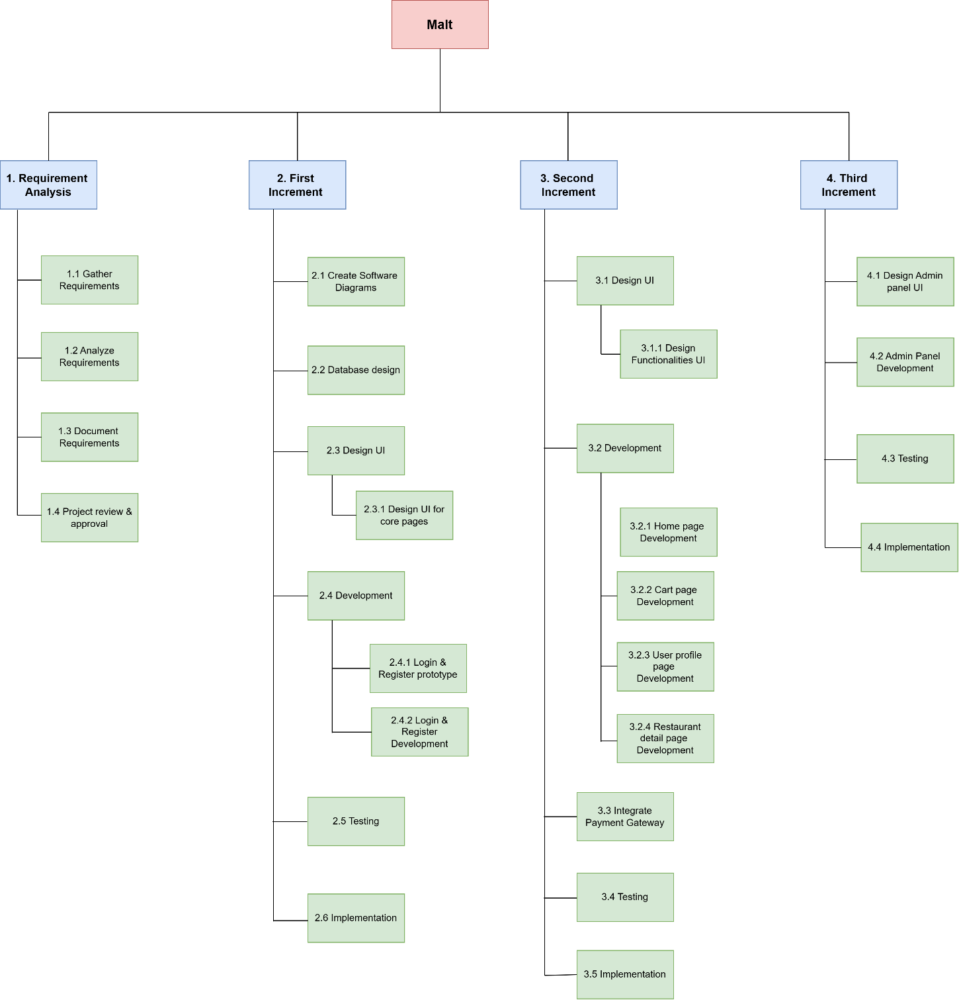 Malt
1. Requirement
Analysis
1.1 Gather
Requirements
1.2 Analyze
Requirements
1.3 Document
Requirements
1.4 Project review &
approval
2. First
Increment
2.1 Create Software
Diagrams
2.2 Database design
2.3 Design UI
2.3.1 Design UI for
core pages
2.4 Development
2.4.1 Login &
Register prototype
2.4.2 Login &
Register
Development
2.5 Testing
2.6 Implementation
3. Second
Increment
3.1 Design UI
3.1.1 Design
Functionalities UI
3.2 Development
3.2.1 Home page
Development
3.2.2 Cart page
Development
3.2.3 User profile
page
Development
3.2.4 Restaurant
detail page
Development
3.3 Integrate
Payment Gateway
3.4 Testing
3.5 Implementation
4. Third
Increment
4.1 Design Admin
panel UI
4.2 Admin Panel
Development
4.3 Testing
4.4 Implementation